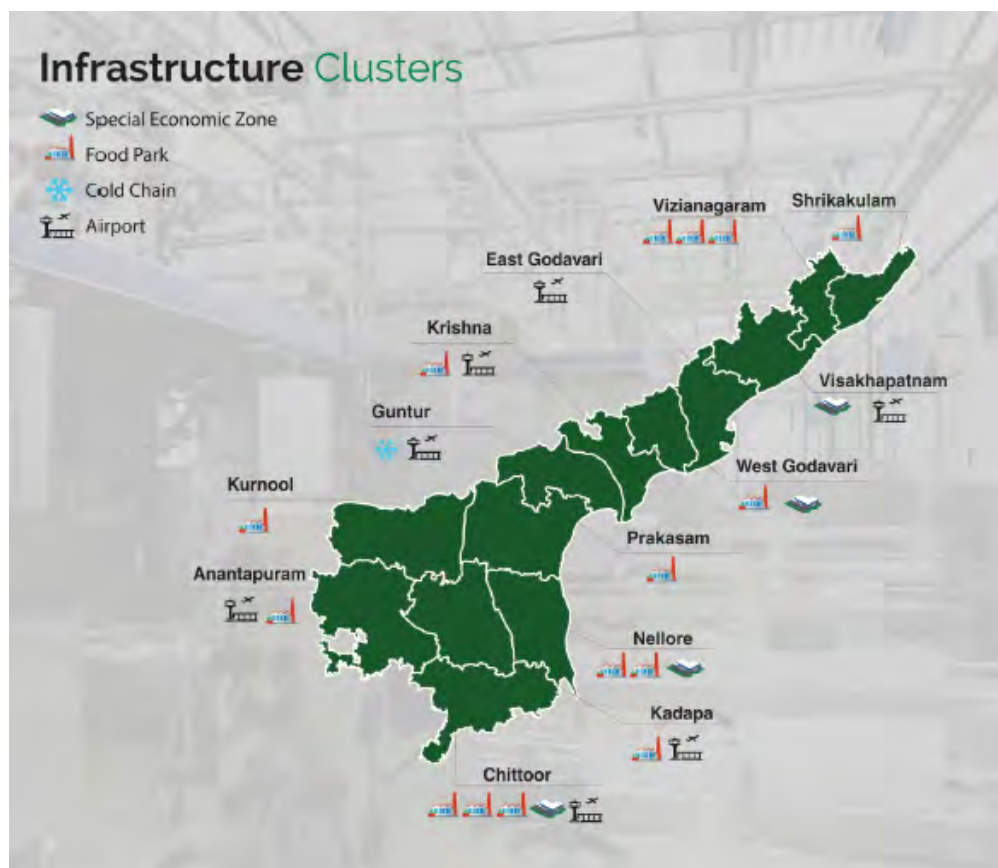 Infrastructure Clusters
Special Economic Zone
Food Park
Cold Chain
Airport
Vizianagaram
Shrikakulam
East Godavari
Krishna
Visakhapatnam
Guntur
West Godavari
Kurnool
Prakasam
Anantapuram
Nellore
Kadapa
Chittoor